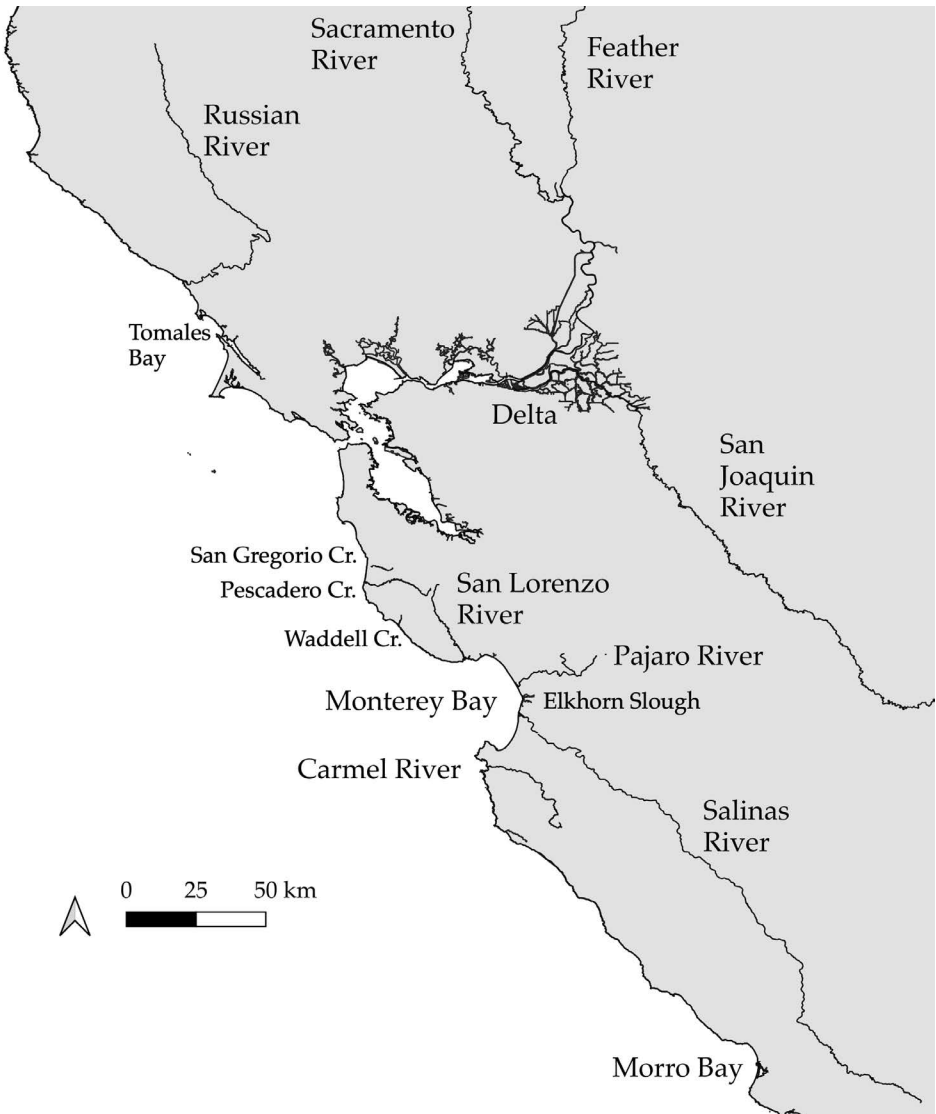 Sacramento
River
Feather
River
Russian
River
Tomales
Bay
Delta
San
Joaquin
River
San Gregorio Cr.
Pescadero Cr.
San Lorenzo
River
Waddell Cr.
Pajaro River
Monterey Bay
Elkhorn Slough
Carmel River
Salinas
River
0 25 50 km
Morro Bay